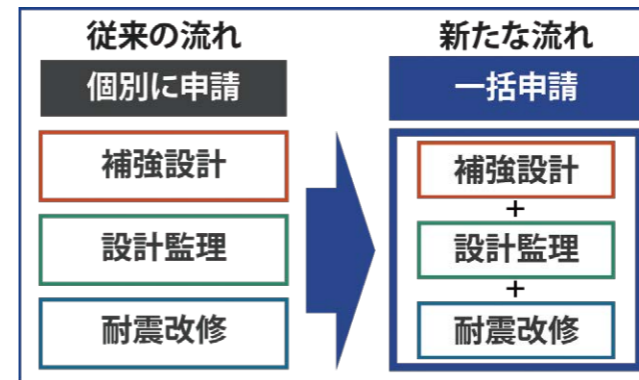 従来の流れ
個別に申請
補強設計
設計監理
耐震改修
新たな流れ
一括申請
補強設計
+
設計監理
+
耐震改修